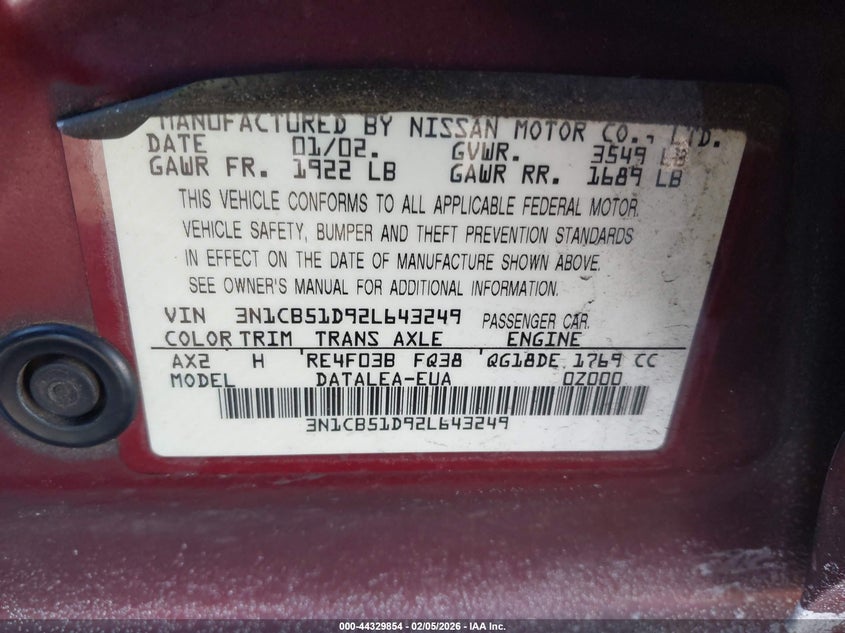 MANUFACTURED BY NISSAN MOTOR CO., LTD.
DATE 01/02. GVWR. 3549 LB
GAWR FR. 1922 LB GAWR RR. 1689 LB
THIS VEHICLE CONFORMS TO ALL APPLICABLE FEDERAL MOTOR
VEHICLE SAFETY, BUMPER AND THEFT PREVENTION STANDARDS
IN EFFECT ON THE DATE OF MANUFACTURE SHOWN ABOVE.
SEE OWNER'S MANUAL FOR ADDITIONAL INFORMATION.
VIN 3N1CB51D92L643249 PASSENGER CAR.
COLOR TRIM TRANS AXLE ENGINE
AX2 H RE4F03B FQ38 QG18DE 1769 CC
MODEL DATALEA-EUA 0Z000
3N1CB51D92L643249
000-44329854 | 02/05/2026 - IAA Inc.